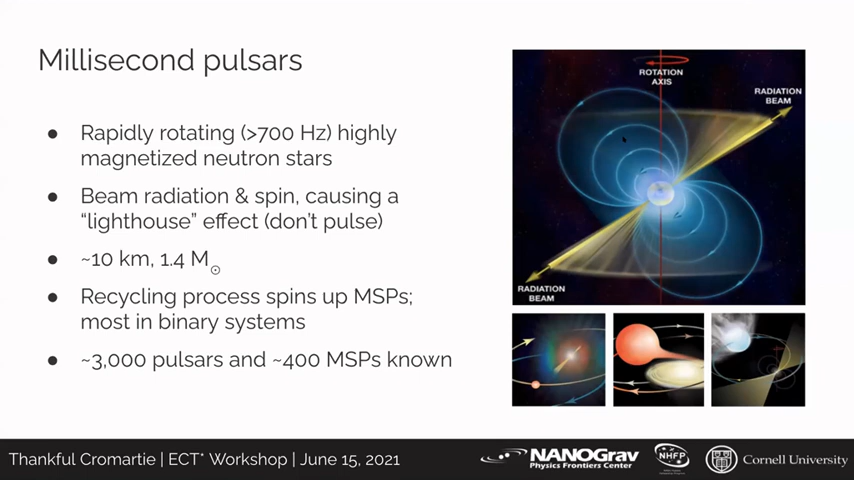 Millisecond pulsars
● Rapidly rotating (>700 Hz) highly
magnetized neutron stars
● Beam radiation & spin, causing a
“lighthouse” effect (don’t pulse)
● ~10 km, 1.4 M☉
● Recycling process spins up MSPs;
most in binary systems
● ~3,000 pulsars and ~400 MSPs known
ROTATION
AXIS
RADIATION
BEAM
RADIATION
BEAM
Thankful Cromartie | ECT* Workshop | June 15, 2021
NANOGrav
Physics Frontiers Center
NHFP
Cornell University